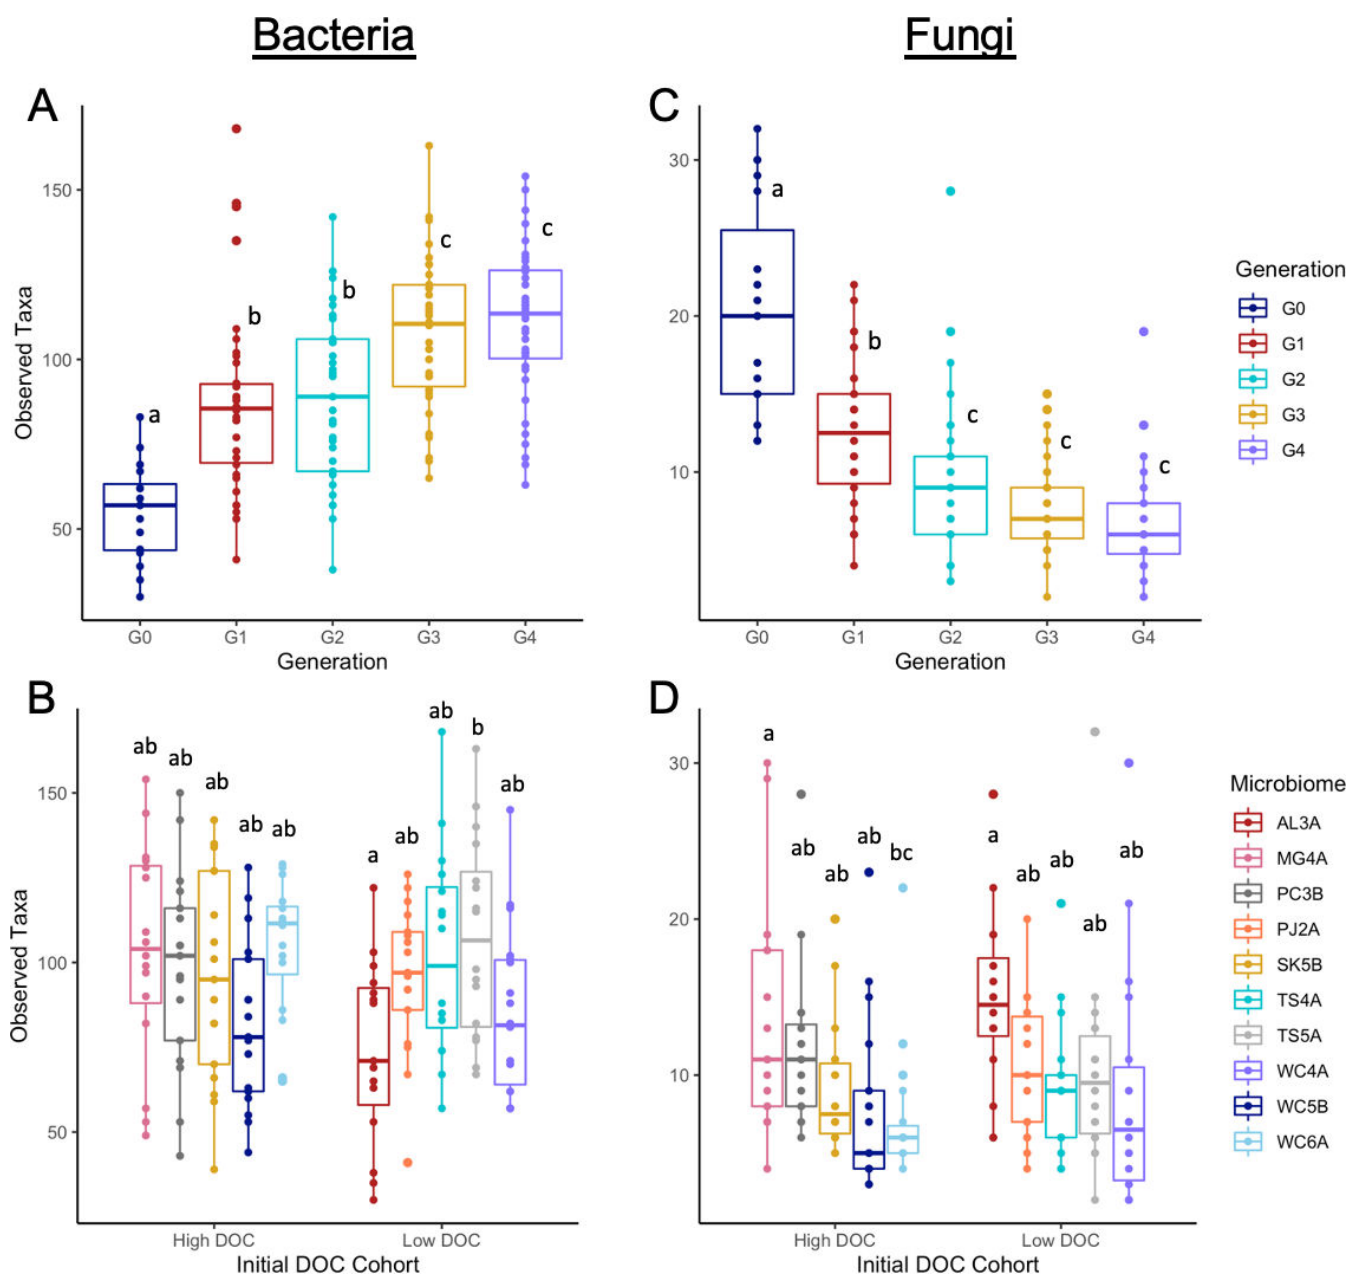 Bacteria
Fungi
A
Observed Taxa
150
100
50
a
b
b
c
c
G0 G1 G2 G3 G4
Generation
C
30
20
10
a
b
c
c
c
G0 G1 G2 G3 G4
Generation
Generation
G0
G1
G2
G3
G4
B
Observed Taxa
150
100
50
ab ab ab ab ab
a ab ab b ab
High DOC Low DOC
Initial DOC Cohort
D
30
20
10
a ab ab ab bc
a ab ab ab ab
High DOC Low DOC
Initial DOC Cohort
Microbiome
AL3A
MG4A
PC3B
PJ2A
SK5B
TS4A
TS5A
WC4A
WC5B
WC6A